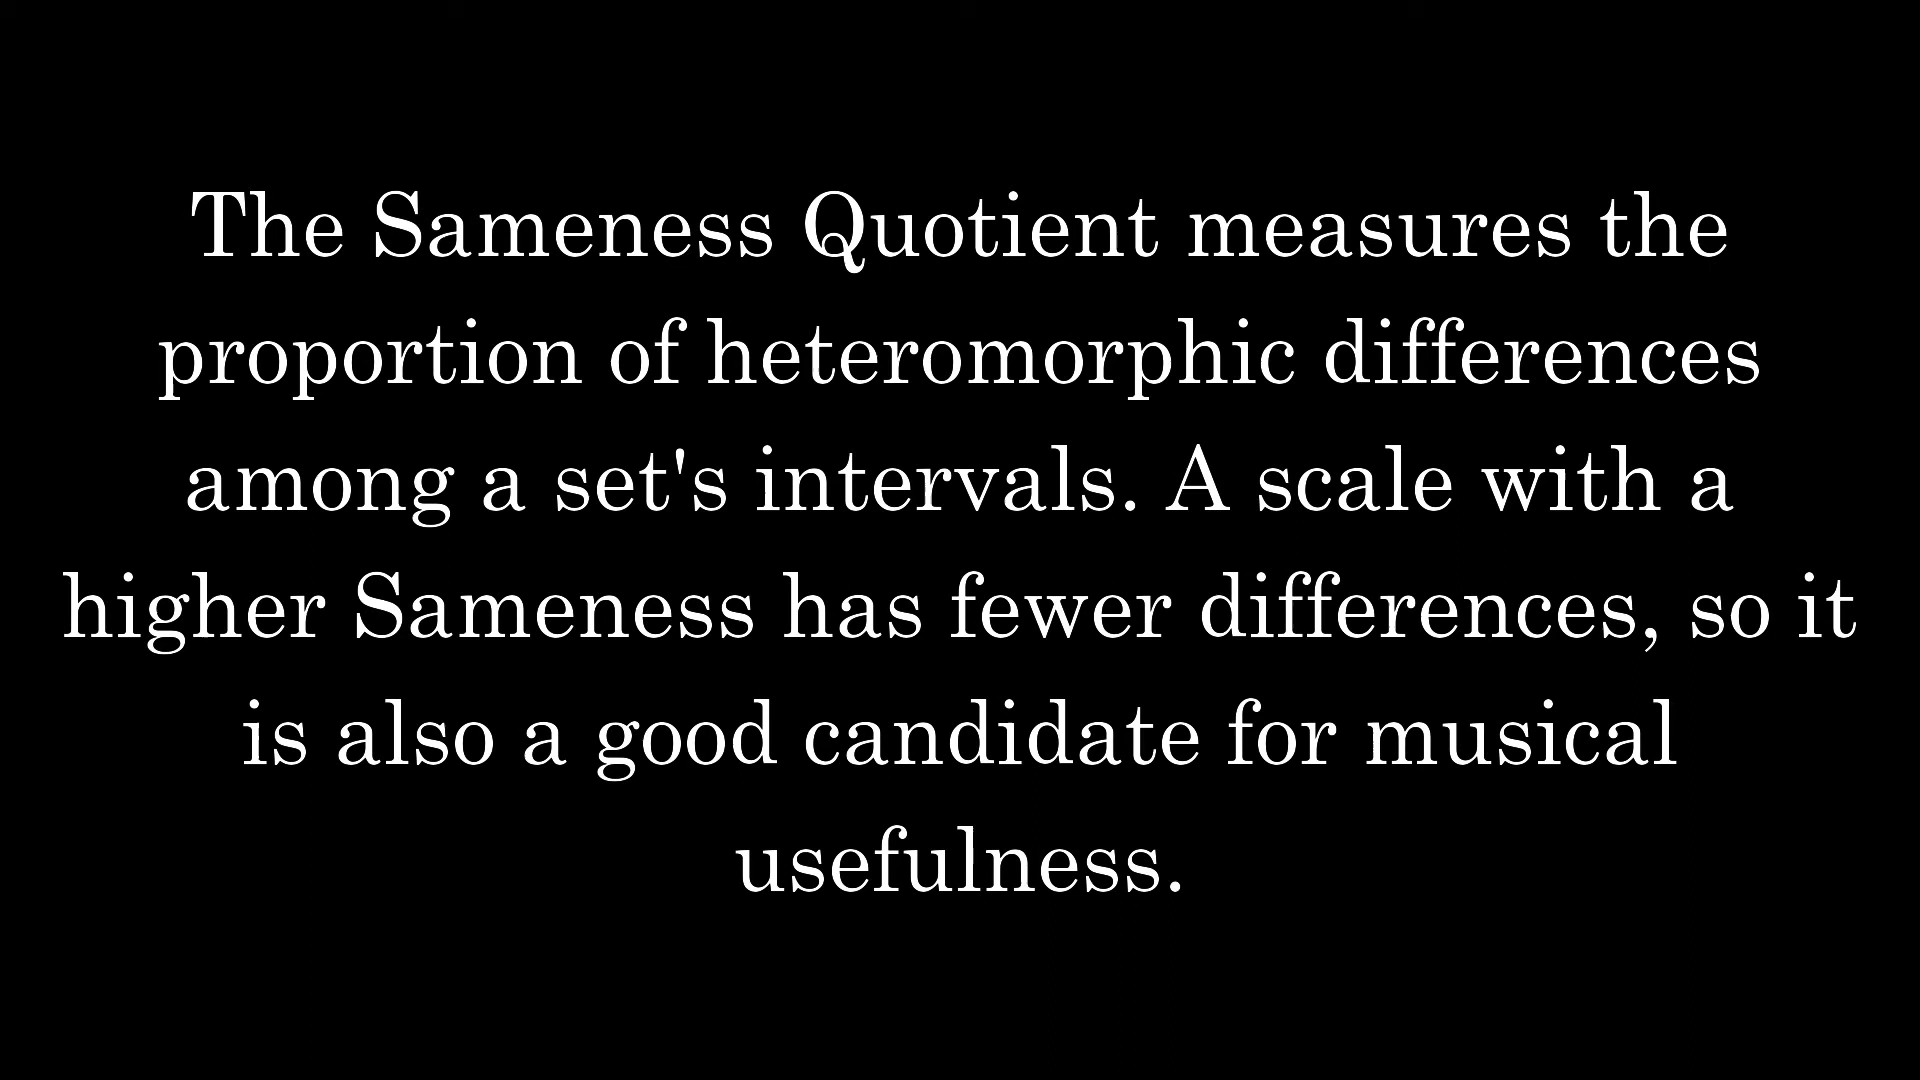 The Sameness Quotient measures the
proportion of heteromorphic differences
among a set's intervals. A scale with a
higher Sameness has fewer differences, so it
is also a good candidate for musical
usefulness.